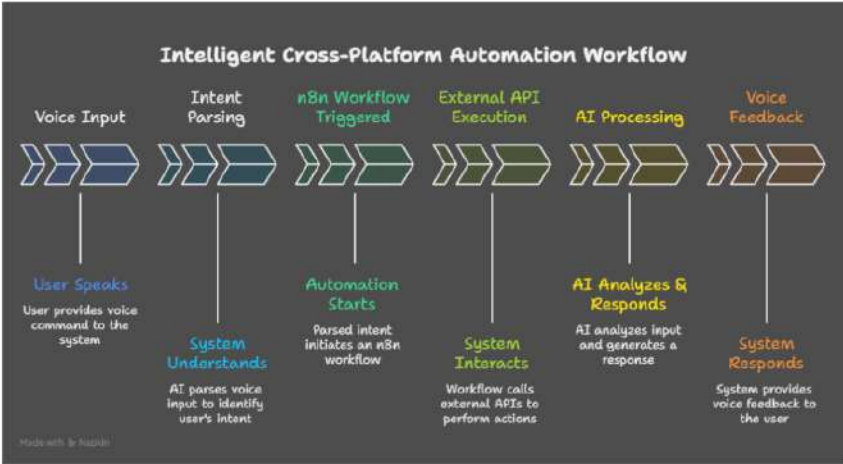 Intelligent Cross-Platform Automation Workflow
Voice Input
Intent
Parsing
n8n Workflow
Triggered
External API
Execution
AI Processing
Voice
Feedback
User Speaks
User provides voice
command to the
system
System
Understands
AI parses voice
input to identify
user's intent
Automation
Starts
Parsed intent
initiates an n8n
workflow
System
Interacts
Workflow calls
external APIs to
perform actions
AI Analyzes &
Responds
AI analyzes input
and generates a
response
System
Responds
System provides
voice feedback to
the user
Made with Napkin